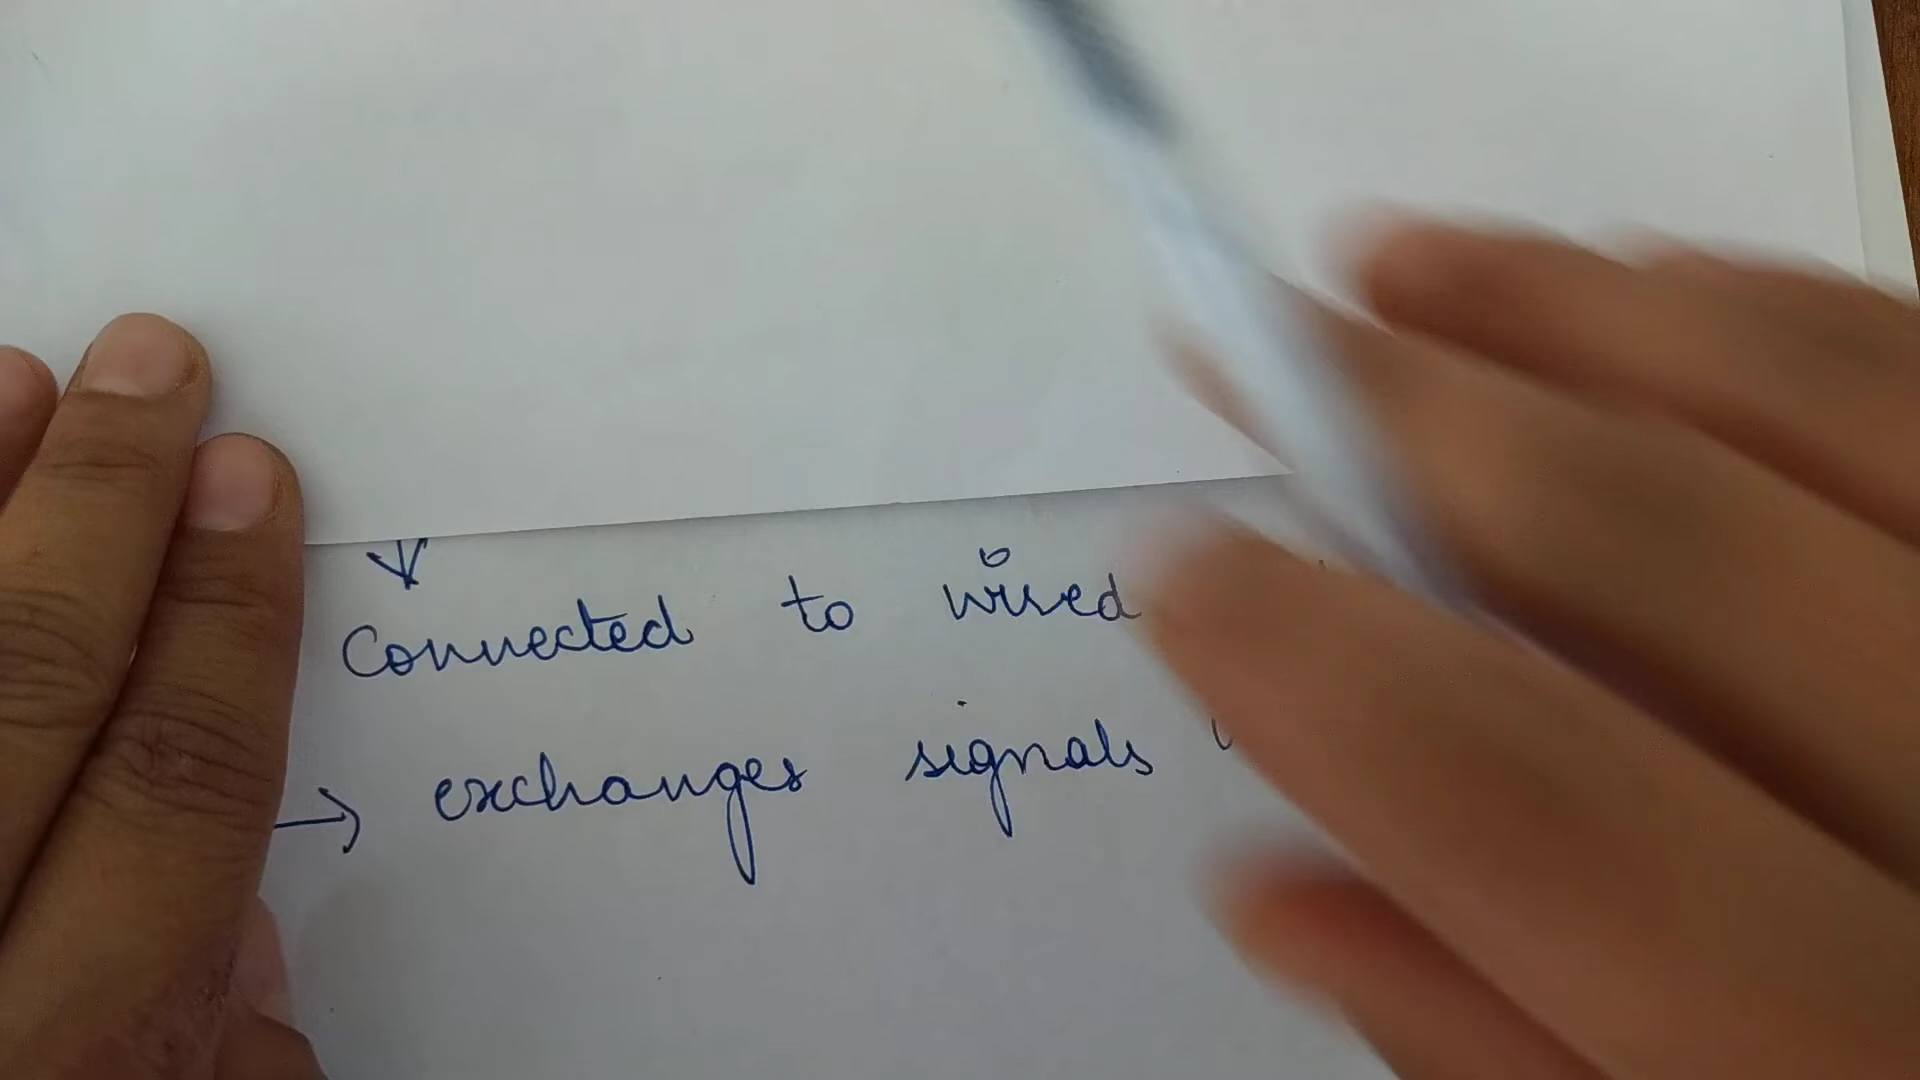 Connected to wired
→ exchanges signals